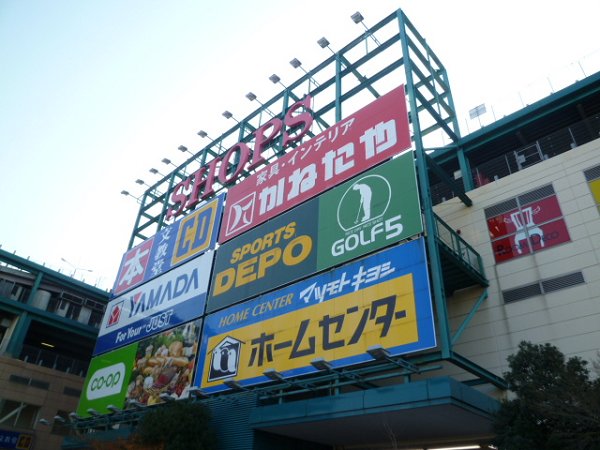 SHOPS
家具・インテリア
かねたや
本
文教堂
CD
SPORTS
DEPO
GOLF5
YAMADA
For Your JUST
HOME CENTER マツモトキヨシ
ホームセンター
CO・OP